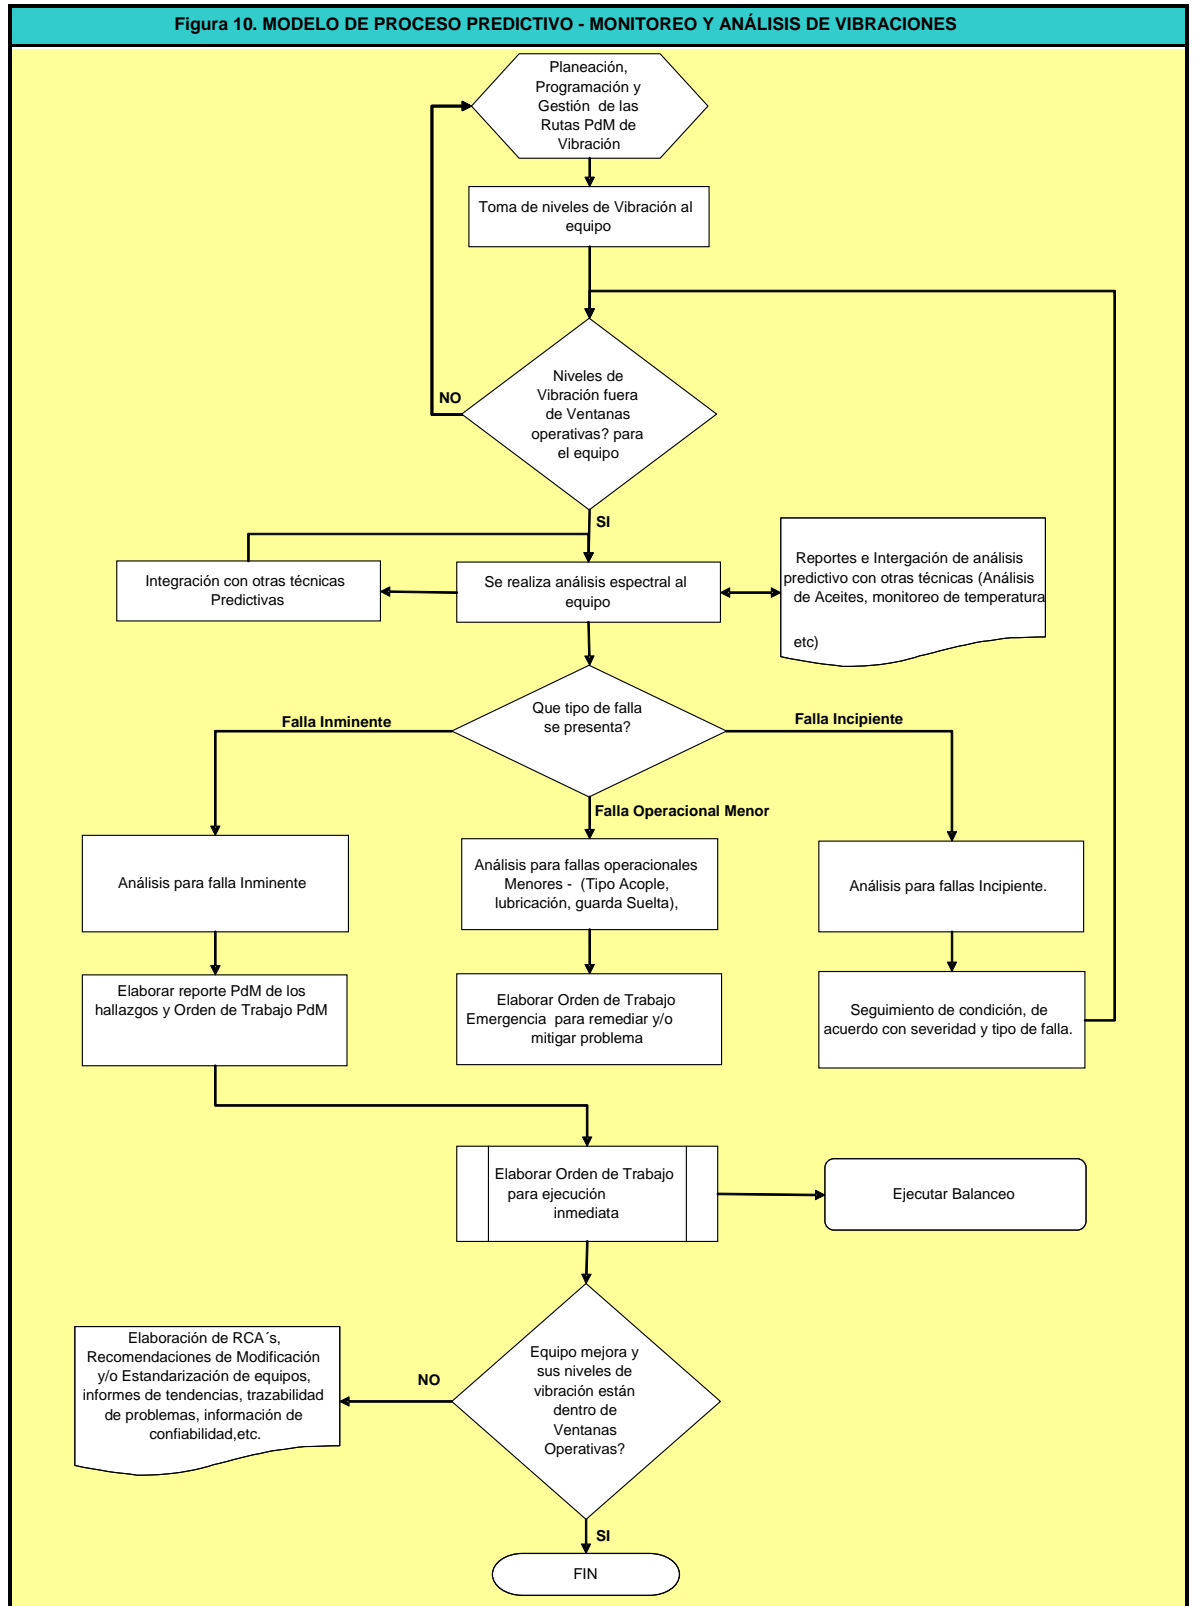 Figura 10. MODELO DE PROCESO PREDICTIVO - MONITOREO Y ANÁLISIS DE VIBRACIONES
Planeación,
Programación y
Gestión de las
Rutas PdM de
Vibración
Toma de niveles de Vibración al
equipo
Niveles de
Vibración fuera
de Ventanas
operativas? para
el equipo
NO
SI
Integración con otras técnicas
Predictivas
Se realiza análisis espectral al
equipo
Reportes e Intergación de análisis
predictivo con otras técnicas (Análisis
de Aceites, monitoreo de temperatura
etc)
Que tipo de falla
se presenta?
Falla Inminente
Falla Incipiente
Falla Operacional Menor
Análisis para falla Inminente
Análisis para fallas operacionales
Menores - (Tipo Acople,
lubricación, guarda Suelta),
Análisis para fallas Incipiente.
Elaborar reporte PdM de los
hallazgos y Orden de Trabajo PdM
Elaborar Orden de Trabajo
Emergencia para remediar y/o
mitigar problema
Seguimiento de condición, de
acuerdo con severidad y tipo de falla.
Elaborar Orden de Trabajo
para ejecución
inmediata
Ejecutar Balanceo
Elaboración de RCA´s,
Recomendaciones de Modificación
y/o Estandarización de equipos,
informes de tendencias, trazabilidad
de problemas, información de
confiabilidad,etc.
NO
Equipo mejora y
sus niveles de
vibración están
dentro de
Ventanas
Operativas?
SI
FIN